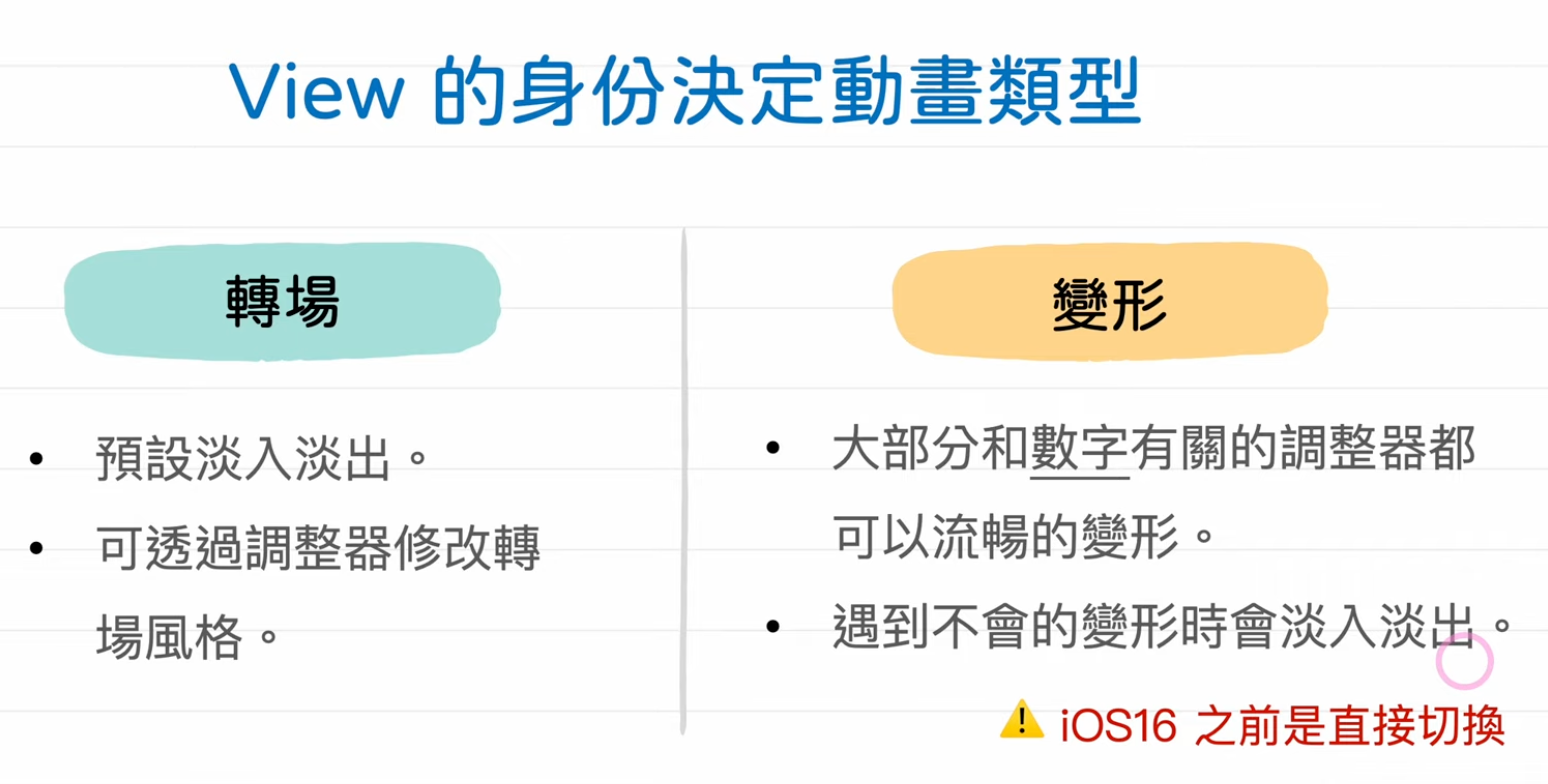 View 的身份決定動畫類型
轉場
• 預設淡入淡出。
• 可透過調整器修改轉
場風格。
變形
• 大部分和數字有關的調整器都
可以流暢的變形。
• 遇到不會的變形時會淡入淡出。
⚠️ iOS16 之前是直接切換